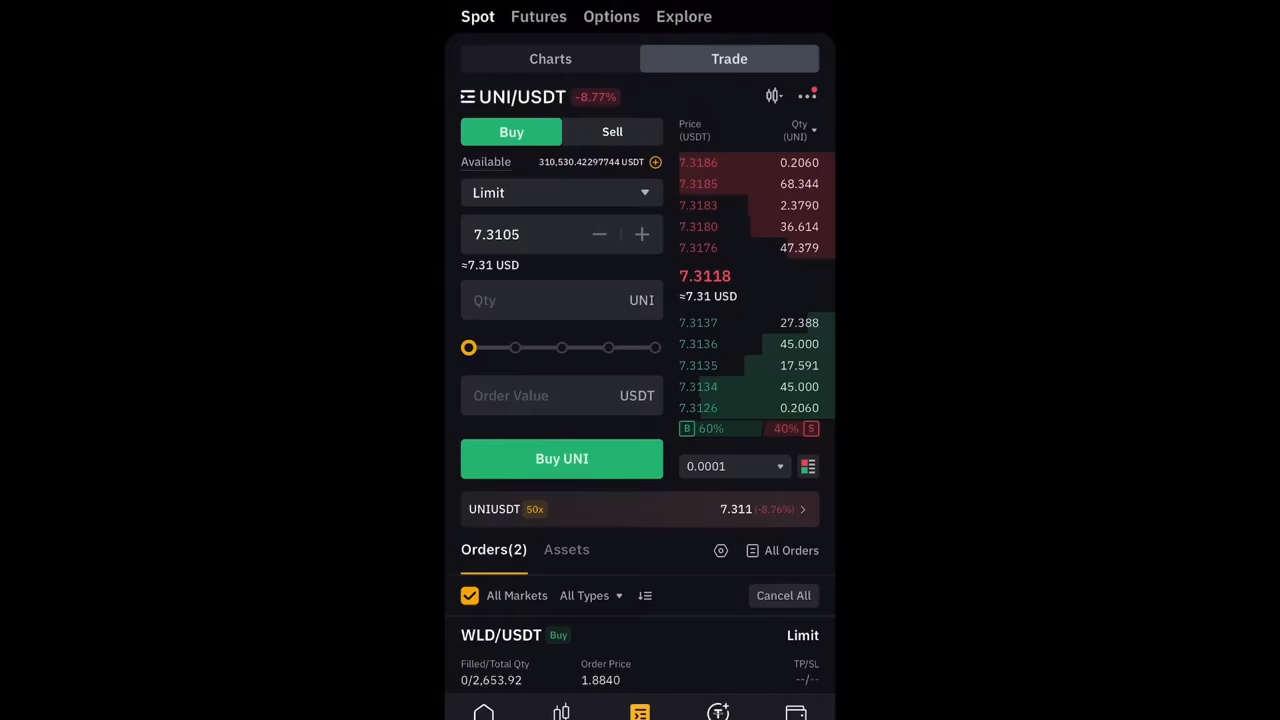 Spot Futures Options Explore
Charts Trade
UNI/USDT -8.77%
Buy Sell
Available 310,530.42297744 USDT
Limit
7.3105
≈7.31 USD
Qty UNI
Order Value USDT
Buy UNI
Price Qty
(USDT) (UNI)
7.3186 0.2060
7.3185 68.344
7.3183 2.3790
7.3180 36.614
7.3176 47.379
7.3118
≈7.31 USD
7.3137 27.388
7.3136 45.000
7.3135 17.591
7.3134 45.000
7.3126 0.2060
B 60% 40% S
0.0001
UNIUSDT 50x 7.311 (-8.76%)
Orders(2) Assets All Orders
All Markets All Types Cancel All
WLD/USDT Buy Limit
Filled/Total Qty Order Price TP/SL
0/2,653.92 1.8840 --/--